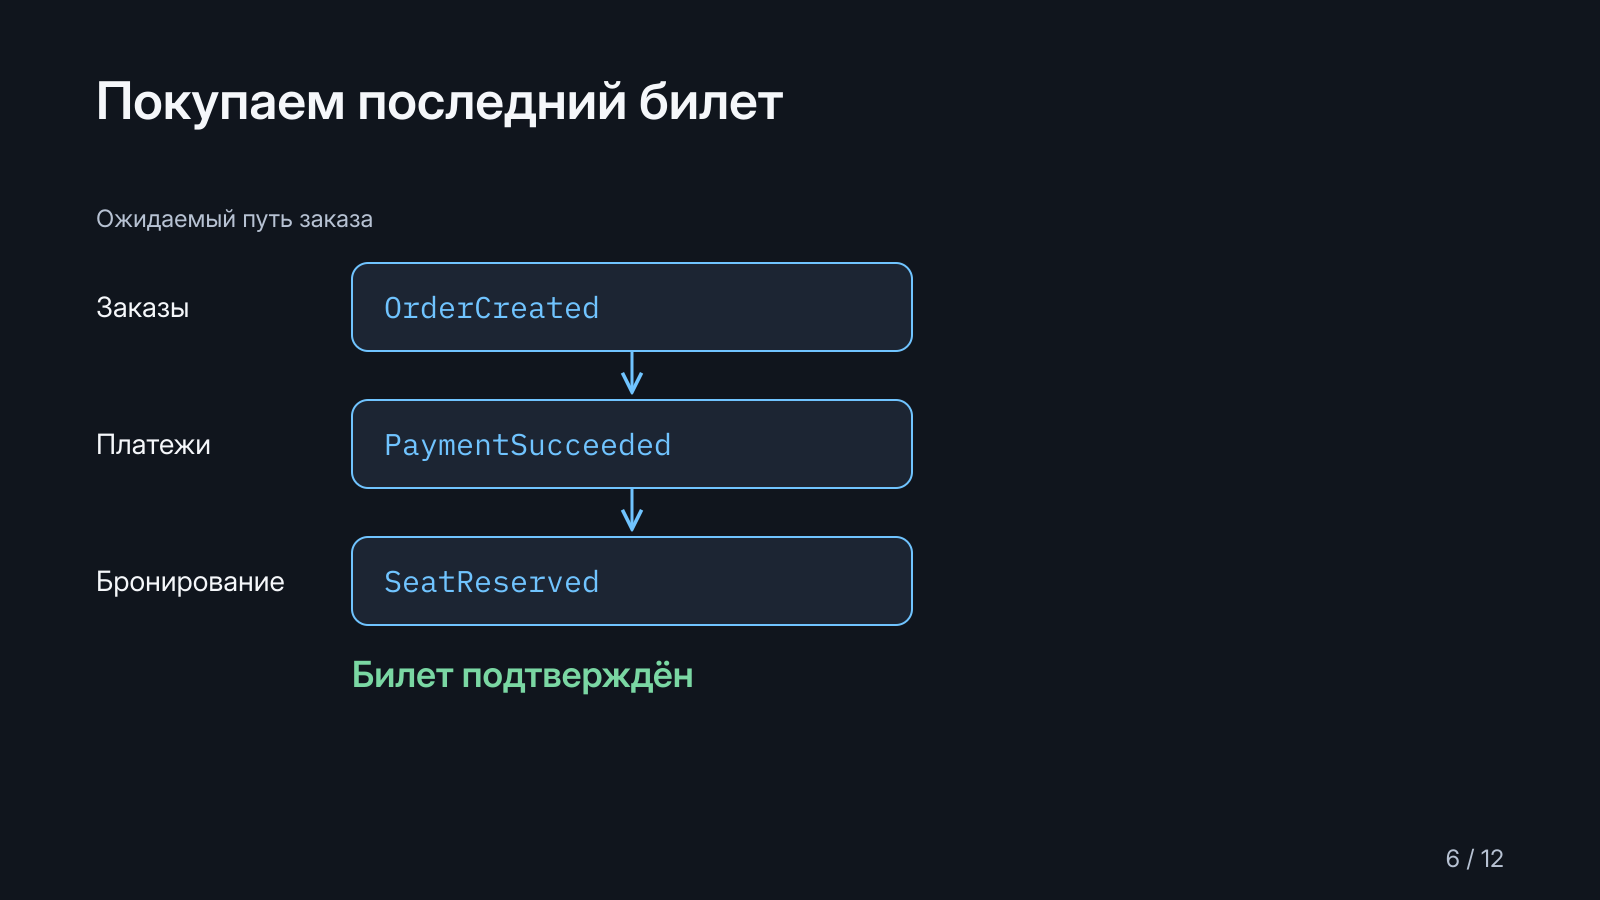 Покупаем последний билет
Ожидаемый путь заказа
Заказы
OrderCreated
Платежи
PaymentSucceeded
Бронирование
SeatReserved
Билет подтверждён
6 / 12